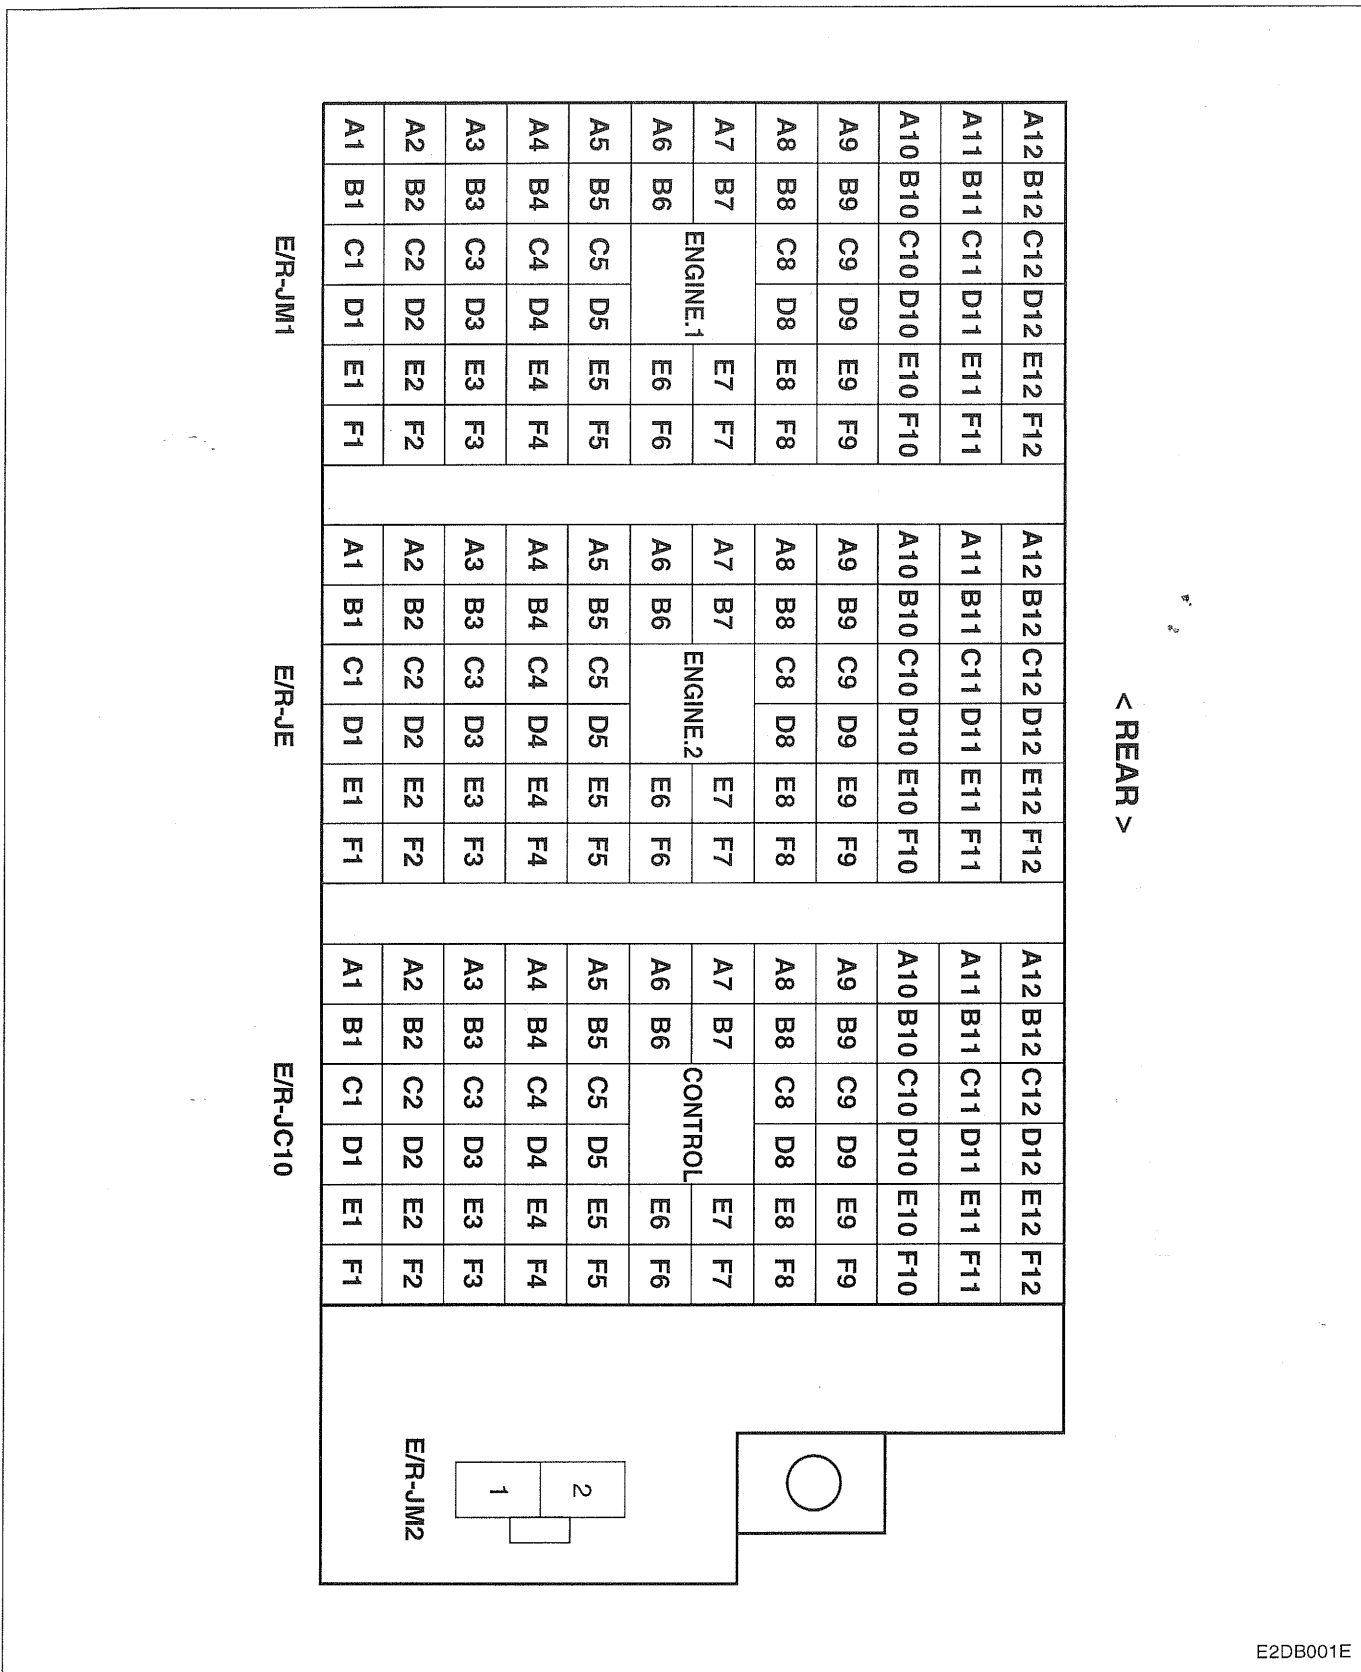 < REAR >
A12 B12 C12 D12 E12 F12
A11 B11 C11 D11 E11 F11
A10 B10 C10 D10 E10 F10
A9 B9 C9 D9 E9 F9
A8 B8 C8 D8 E8 F8
A7 B7 E7 F7
ENGINE.1
A6 B6 E6 F6
A5 B5 C5 D5 E5 F5
A4 B4 C4 D4 E4 F4
A3 B3 C3 D3 E3 F3
A2 B2 C2 D2 E2 F2
A1 B1 C1 D1 E1 F1
E/R-JM1
A12 B12 C12 D12 E12 F12
A11 B11 C11 D11 E11 F11
A10 B10 C10 D10 E10 F10
A9 B9 C9 D9 E9 F9
A8 B8 C8 D8 E8 F8
A7 B7 E7 F7
ENGINE.2
A6 B6 E6 F6
A5 B5 C5 D5 E5 F5
A4 B4 C4 D4 E4 F4
A3 B3 C3 D3 E3 F3
A2 B2 C2 D2 E2 F2
A1 B1 C1 D1 E1 F1
E/R-JE
A12 B12 C12 D12 E12 F12
A11 B11 C11 D11 E11 F11
A10 B10 C10 D10 E10 F10
A9 B9 C9 D9 E9 F9
A8 B8 C8 D8 E8 F8
A7 B7 E7 F7
CONTROL
A6 B6 E6 F6
A5 B5 C5 D5 E5 F5
A4 B4 C4 D4 E4 F4
A3 B3 C3 D3 E3 F3
A2 B2 C2 D2 E2 F2
A1 B1 C1 D1 E1 F1
E/R-JC10
2
1
E/R-JM2
E2DB001E